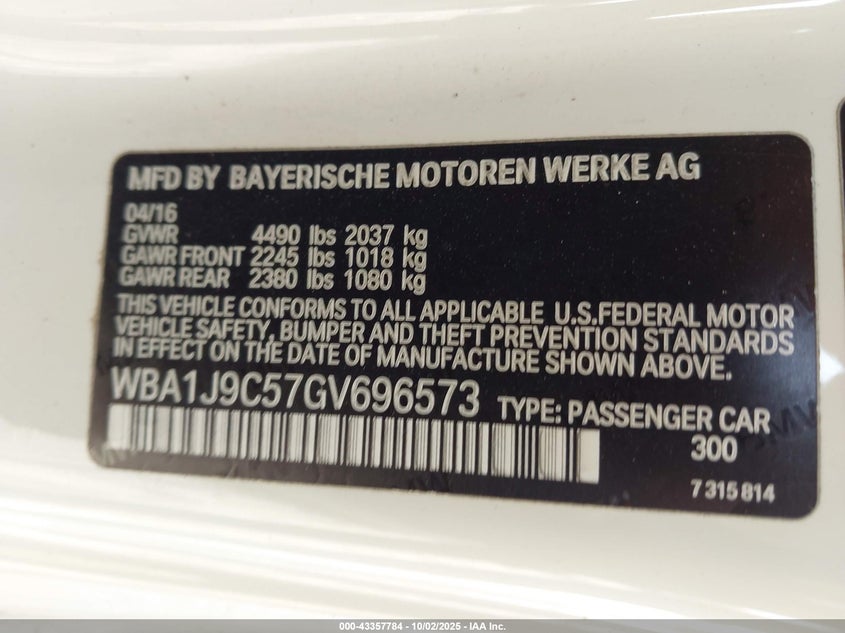 MFD BY BAYERISCHE MOTOREN WERKE AG
04/16
GVWR 4490 lbs 2037 kg
GAWR FRONT 2245 lbs 1018 kg
GAWR REAR 2380 lbs 1080 kg
THIS VEHICLE CONFORMS TO ALL APPLICABLE U.S.FEDERAL MOTOR
VEHICLE SAFETY, BUMPER AND THEFT PREVENTION STANDARDS
IN EFFECT ON THE DATE OF MANUFACTURE SHOWN ABOVE.
WBA1J9C57GV696573 TYPE: PASSENGER CAR
300
7 315 814
000-43357784 - 10/02/2025 - IAA Inc.